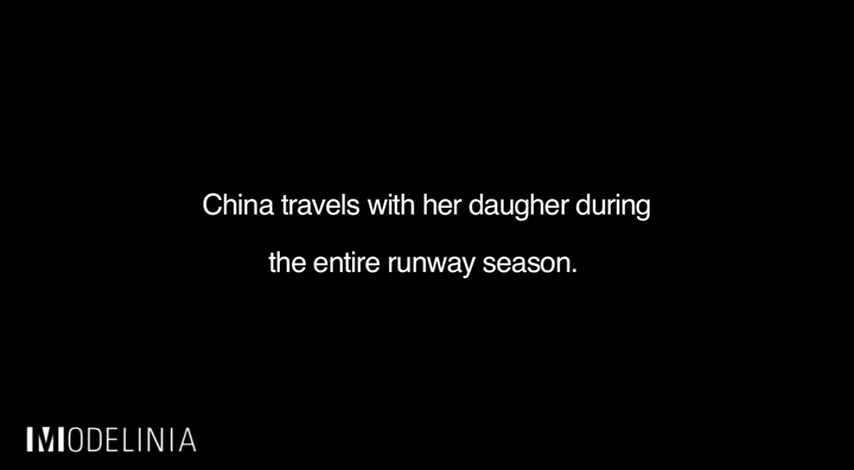 China travels with her daugher during
the entire runway season.
MODELINIA